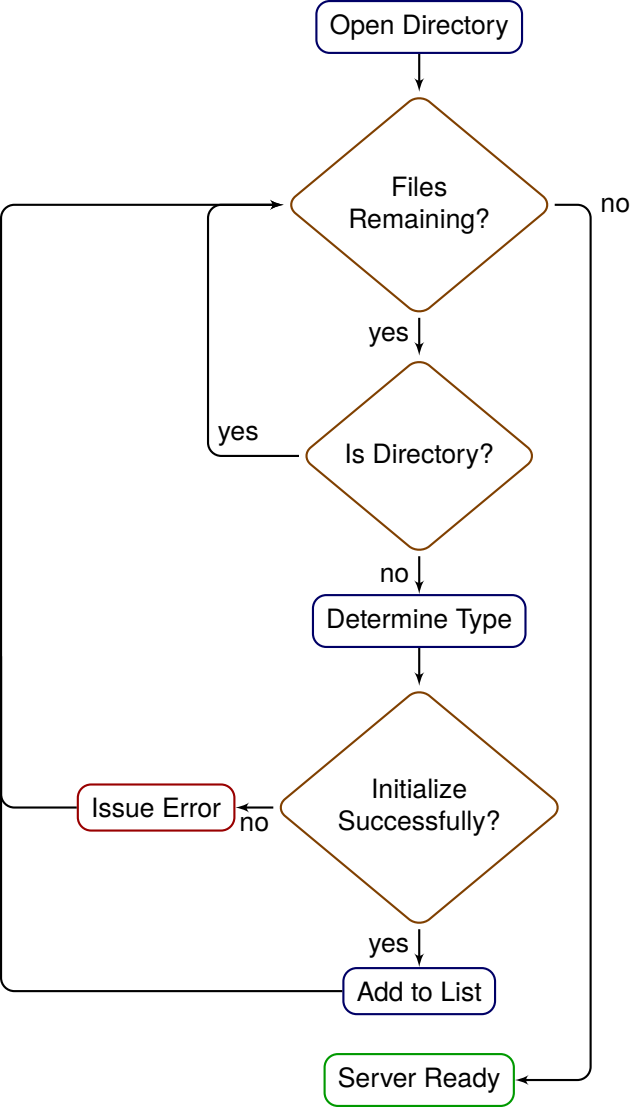 Open Directory
Files
Remaining?
no
yes
yes
Is Directory?
no
Determine Type
Initialize
Successfully?
Issue Error
no
yes
Add to List
Server Ready